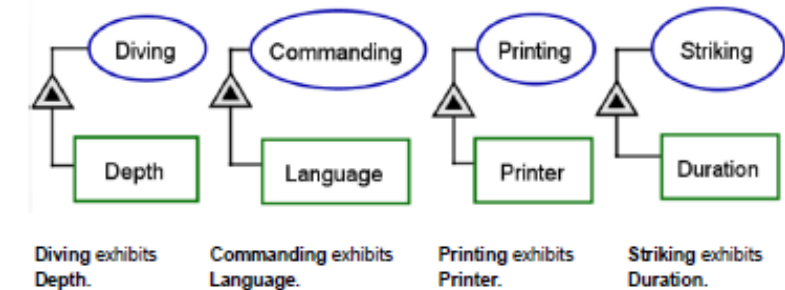 Diving
Commanding
Printing
Striking
Depth
Language
Printer
Duration
Diving exhibits
Depth.
Commanding exhibits
Language.
Printing exhibits
Printer.
Striking exhibits
Duration.